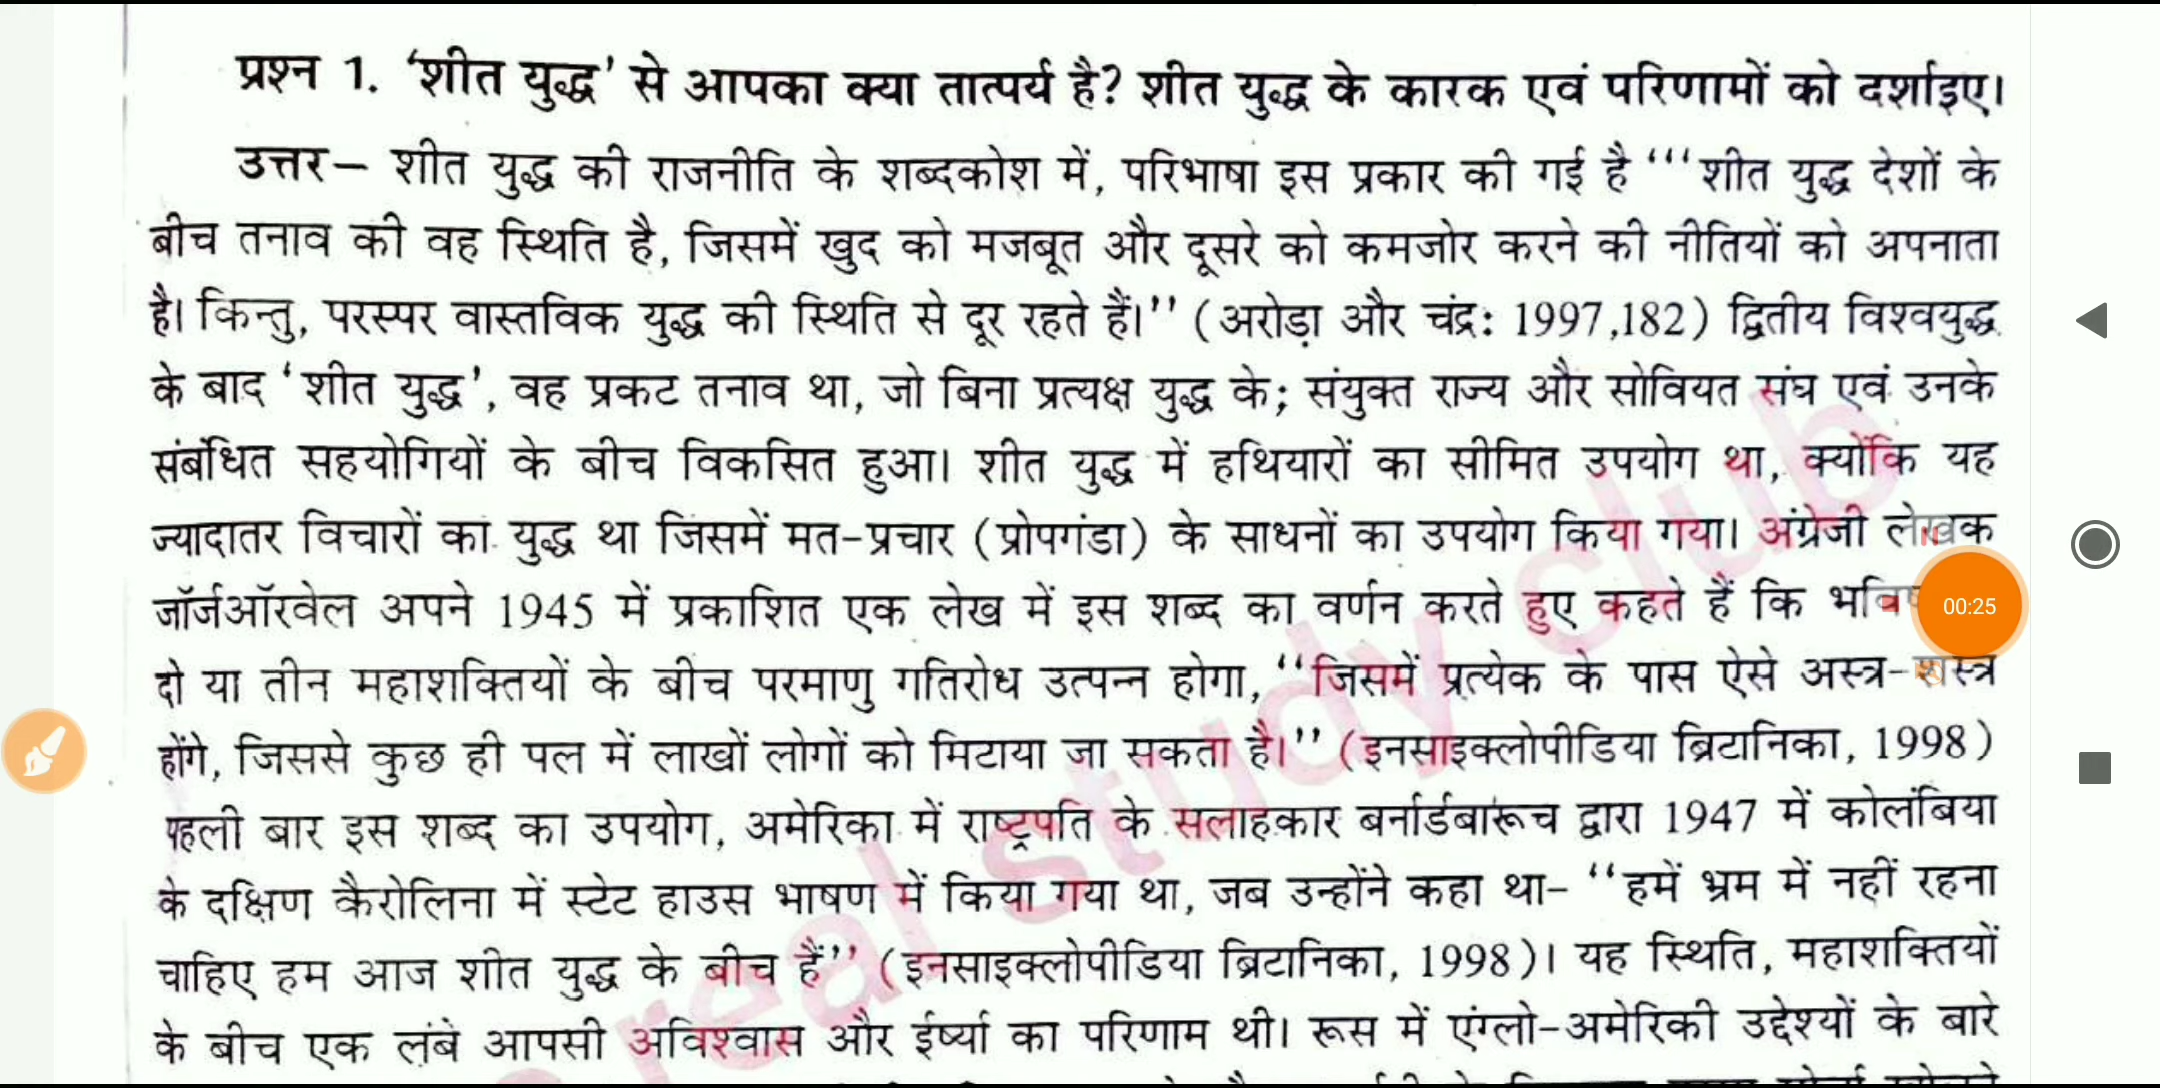 प्रश्न 1. ‘शीत युद्ध’ से आपका क्या तात्पर्य है? शीत युद्ध के कारक एवं परिणामों को दर्शाइए।
उत्तर– शीत युद्ध की राजनीति के शब्दकोश में, परिभाषा इस प्रकार की गई है ‘‘‘शीत युद्ध देशों के
बीच तनाव की वह स्थिति है, जिसमें खुद को मजबूत और दूसरे को कमजोर करने की नीतियों को अपनाता
है। किन्तु, परस्पर वास्तविक युद्ध की स्थिति से दूर रहते हैं।’’ (अरोड़ा और चंद्र: 1997,182) द्वितीय विश्वयुद्ध
के बाद ‘शीत युद्ध’, वह प्रकट तनाव था, जो बिना प्रत्यक्ष युद्ध के; संयुक्त राज्य और सोवियत संघ एवं उनके
संबंधित सहयोगियों के बीच विकसित हुआ। शीत युद्ध में हथियारों का सीमित उपयोग था, क्योंकि यह
ज्यादातर विचारों का युद्ध था जिसमें मत-प्रचार (प्रोपगंडा) के साधनों का उपयोग किया गया। अंग्रेजी लेखक
जॉर्जऑरवेल अपने 1945 में प्रकाशित एक लेख में इस शब्द का वर्णन करते हुए कहते हैं कि
00:25
दो या तीन महाशक्तियों के बीच परमाणु गतिरोध उत्पन्न होगा, ‘‘जिसमें प्रत्येक के पास ऐसे अस्त्र-शस्त्र
होंगे, जिससे कुछ ही पल में लाखों लोगों को मिटाया जा सकता है।’’ (इनसाइक्लोपीडिया ब्रिटानिका, 1998)
पहली बार इस शब्द का उपयोग, अमेरिका में राष्ट्रपति के सलाहकार बर्नार्डबारूंच द्वारा 1947 में कोलंबिया
के दक्षिण कैरोलिना में स्टेट हाउस भाषण में किया गया था, जब उन्होंने कहा था– ‘‘हमें भ्रम में नहीं रहना
चाहिए हम आज शीत युद्ध के बीच हैं’’ (इनसाइक्लोपीडिया ब्रिटानिका, 1998)। यह स्थिति, महाशक्तियों
के बीच एक लंबे आपसी अविश्वास और ईर्ष्या का परिणाम थी। रूस में एंग्लो-अमेरिकी उद्देश्यों के बारे
real study club